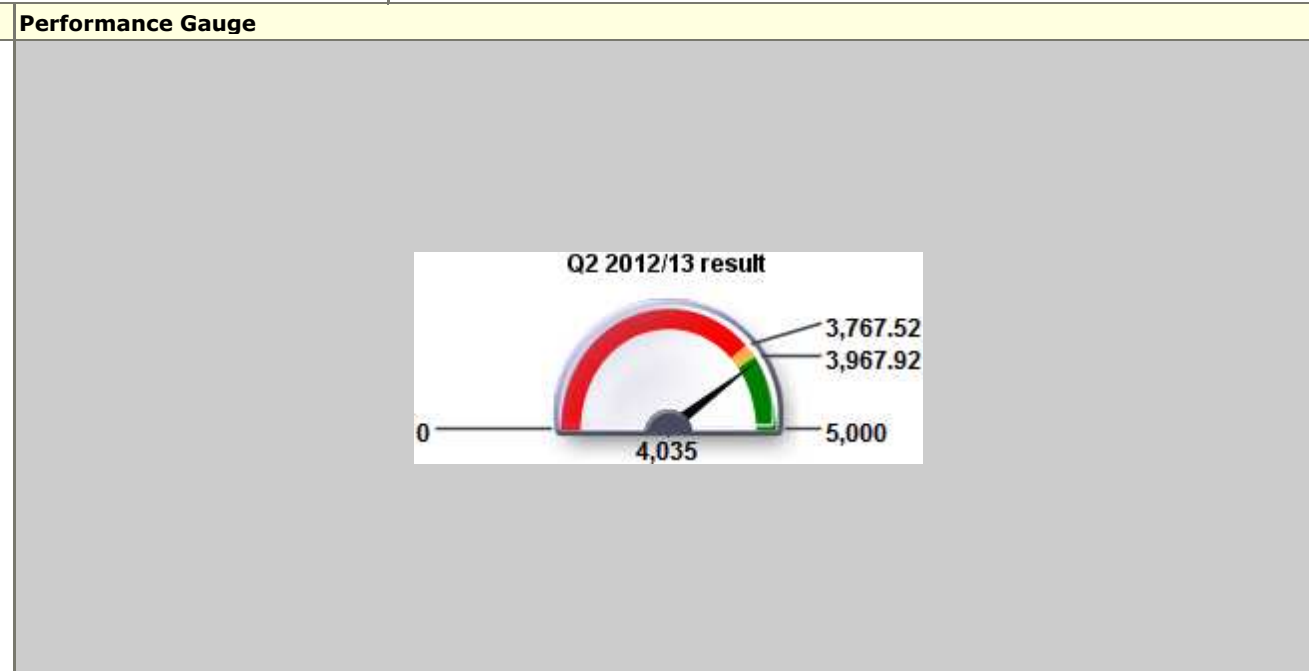 Performance Gauge
Q2 2012/13 result
3,767.52
3,967.92
0
5,000
4,035